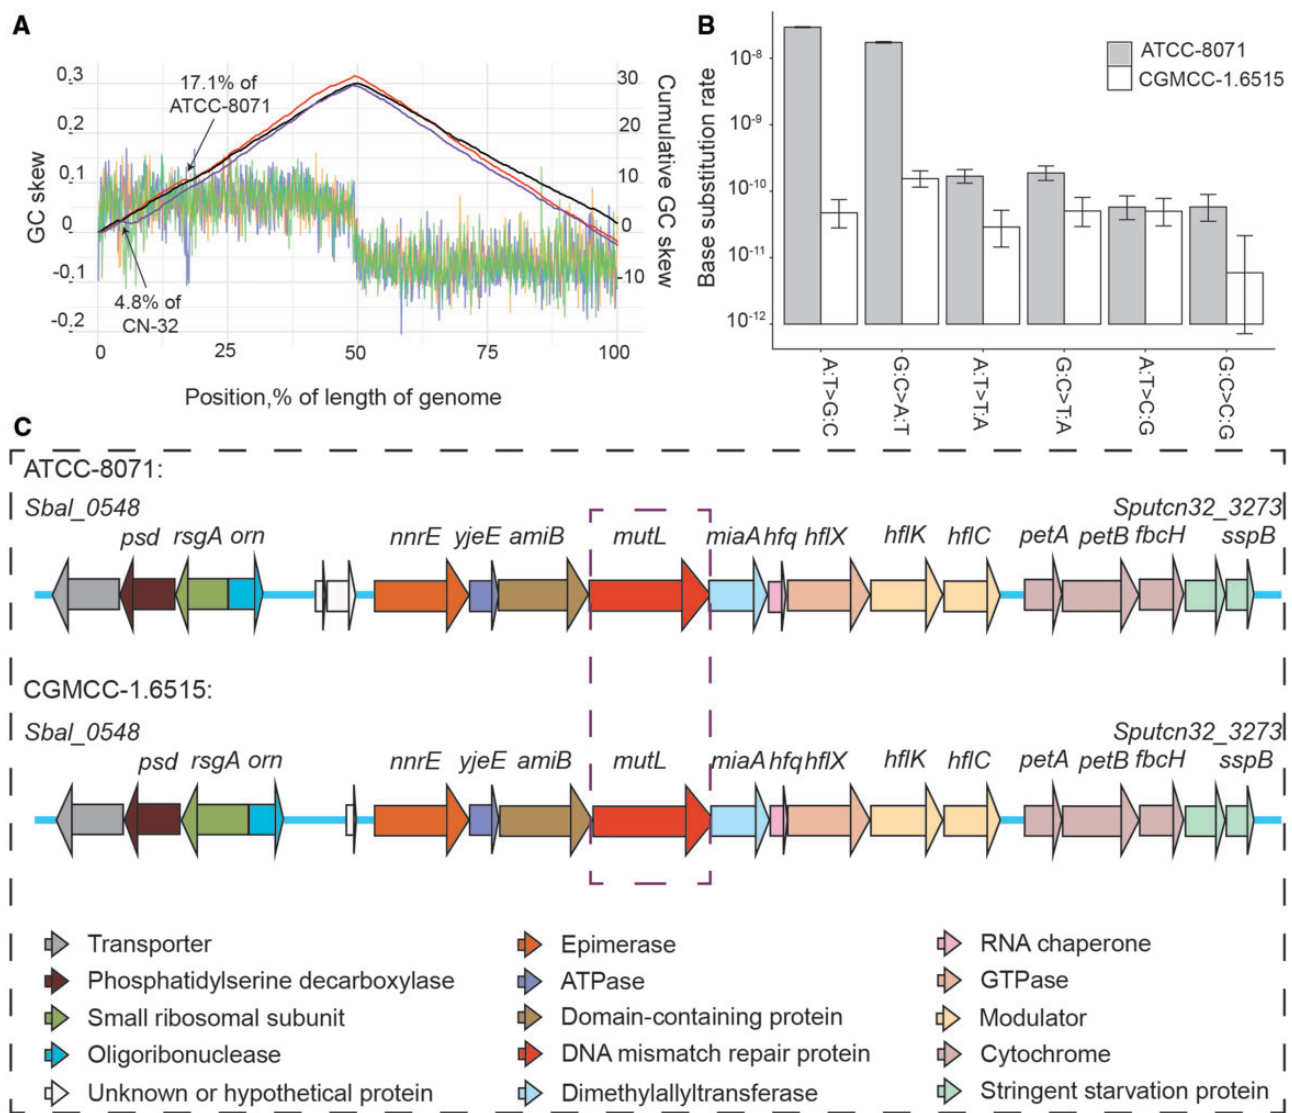 A
0.3
0.2
0.1
0
-0.1
-0.2
GC skew
17.1% of
ATCC-8071
4.8% of
CN-32
30
20
10
0
-10
Cumulative GC skew
0 25 50 75 100
Position,% of length of genome
B
Base substitution rate
10-8
10-9
10-10
10-11
10-12
ATCC-8071
CGMCC-1.6515
A:T>G:C
G:C>A:T
A:T>T:A
G:C>T:A
A:T>C:G
G:C>C:G
C
ATCC-8071:
Sbal_0548 Sputcn32_3273
psd rsgA orn nnrE yjeE amiB mutL miaA hfq hflX hflK hflC petA petB fbcH sspB
CGMCC-1.6515:
Sbal_0548 Sputcn32_3273
psd rsgA orn nnrE yjeE amiB mutL miaA hfq hflX hflK hflC petA petB fbcH sspB
Transporter
Phosphatidylserine decarboxylase
Small ribosomal subunit
Oligoribonuclease
Unknown or hypothetical protein
Epimerase
ATPase
Domain-containing protein
DNA mismatch repair protein
Dimethylallyltransferase
RNA chaperone
GTPase
Modulator
Cytochrome
Stringent starvation protein